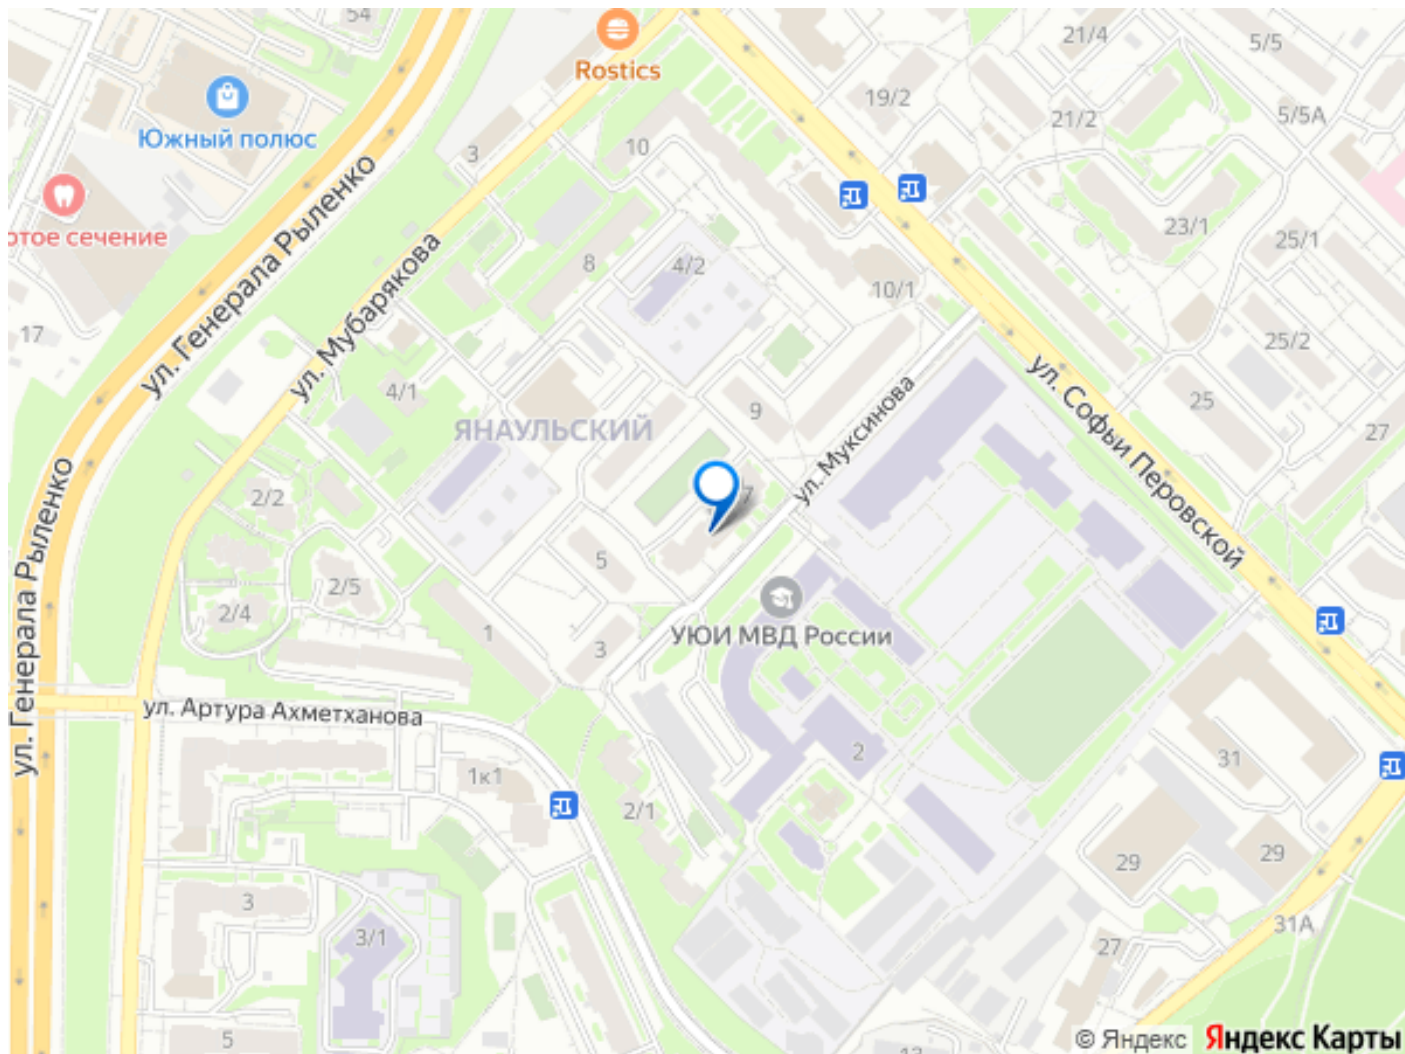 54
5/5
21/4
Rostics
19/2
21/2
5/5А
Южный полюс
3
10
ул. Генерала Рыленко
отое сечение
23/1
25/1
8
4/2
10/1
ул. Мубарякова
17
25/2
ул. Софьи Перовской
4/1
9
ул. Муксинова
25
27
ЯНАУЛЬСКИЙ
2/2
7
ул. Генерала Рыленко
5
2/5
2/4
УЮИ МВД России
1
3
ул. Артура Ахметханова
2
31
1к1
2/1
29
29
3
31А
3/1
27
5
13
© Яндекс Яндекс Карты